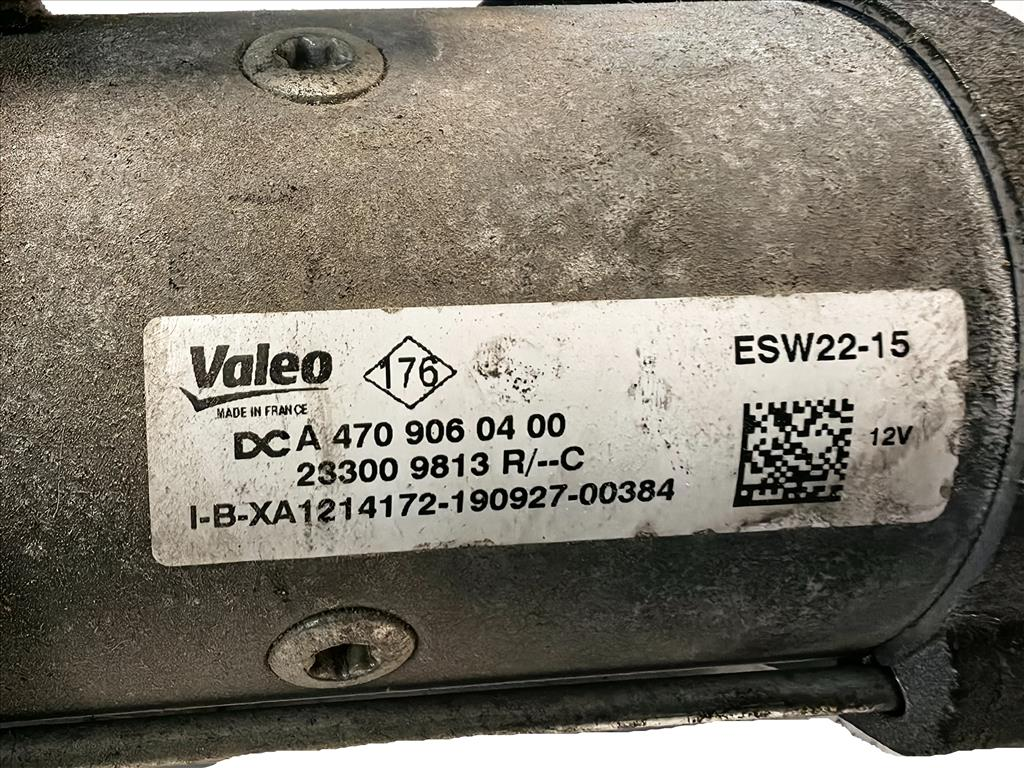 Valeo
MADE IN FRANCE
176
ESW22-15
DC A 470 906 04 00
23300 9813 R/--C
12V
I-B-XA1214172-190927-00384